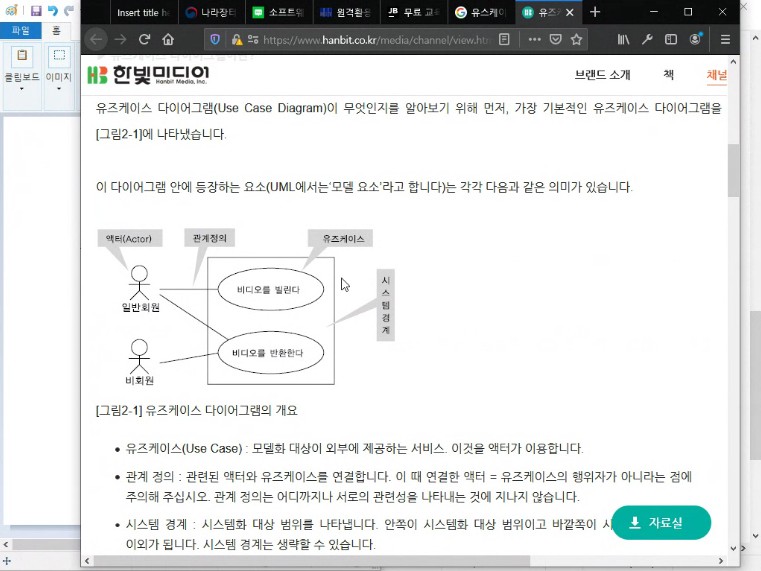 Insert title he
나라장터
소프트웨
원격환경
무료 교육
유스케이
유즈
파일
홈
https://www.hanbit.co.kr/media/channel/view.ht
클립보드
이미지
한빛미디어
Hanbit Media, Inc.
브랜드 소개
책
채널
유즈케이스 다이어그램(Use Case Diagram)이 무엇인지를 알아보기 위해 먼저, 가장 기본적인 유즈케이스 다이어그램을
[그림2-1]에 나타냈습니다.
이 다이어그램 안에 등장하는 요소(UML에서는'모델 요소'라고 합니다)는 각각 다음과 같은 의미가 있습니다.
액터(Actor)
관계정의
유즈케이스
비디오를 빌린다
시스템경계
일반회원
비디오를 반환한다
비회원
[그림2-1] 유즈케이스 다이어그램의 개요
• 유즈케이스(Use Case) : 모델화 대상이 외부에 제공하는 서비스. 이것을 액터가 이용합니다.
• 관계 정의 : 관련된 액터와 유즈케이스를 연결합니다. 이 때 연결한 액터 = 유즈케이스의 행위자가 아니라는 점에
주의해 주십시오. 관계 정의는 어디까지나 서로의 관련성을 나타내는 것에 지나지 않습니다.
• 시스템 경계 : 시스템화 대상 범위를 나타냅니다. 안쪽이 시스템화 대상 범위이고 바깥쪽이 시
이외가 됩니다. 시스템 경계는 생략할 수 있습니다.
자료실